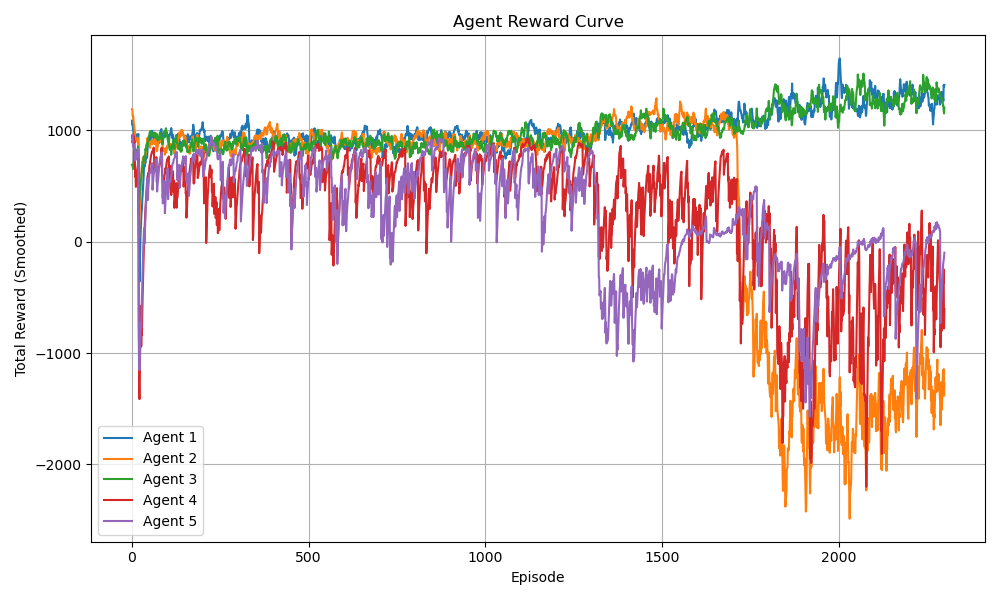 Agent Reward Curve
Total Reward (Smoothed)
1000
0
−1000
−2000
Agent 1
Agent 2
Agent 3
Agent 4
Agent 5
0
500
1000
1500
2000
Episode